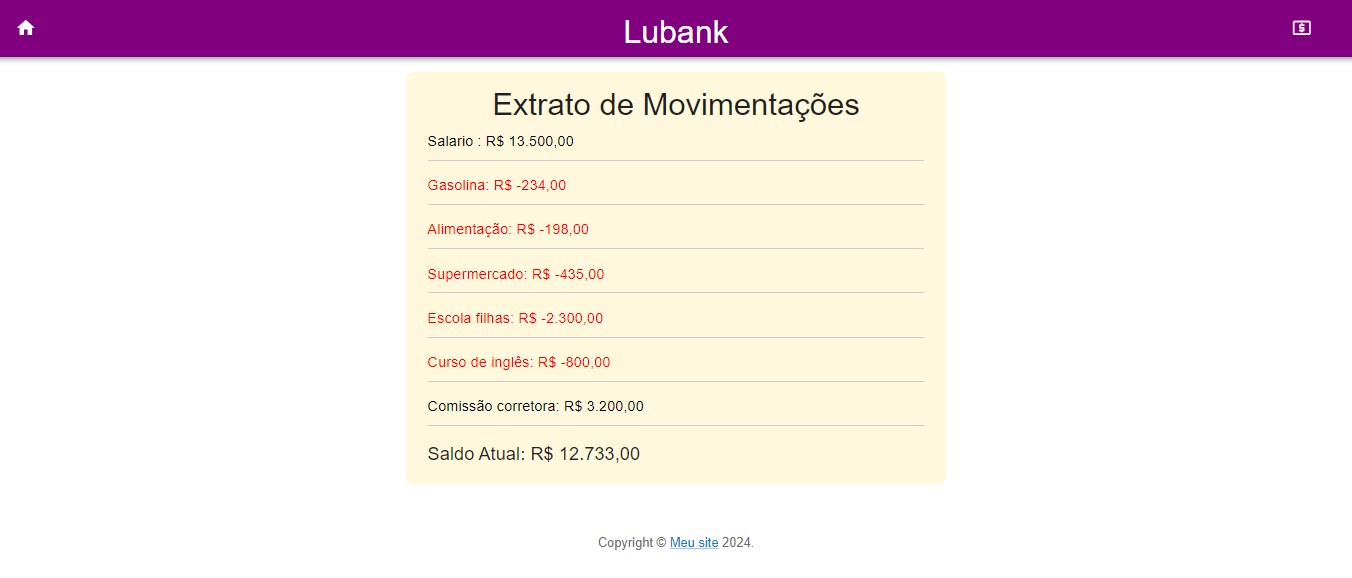 Lubank
Extrato de Movimentações
Salario : R$ 13.500,00
Gasolina: R$ -234,00
Alimentação: R$ -198,00
Supermercado: R$ -435,00
Escola filhas: R$ -2.300,00
Curso de inglês: R$ -800,00
Comissão corretora: R$ 3.200,00
Saldo Atual: R$ 12.733,00
Copyright © Meu site 2024.